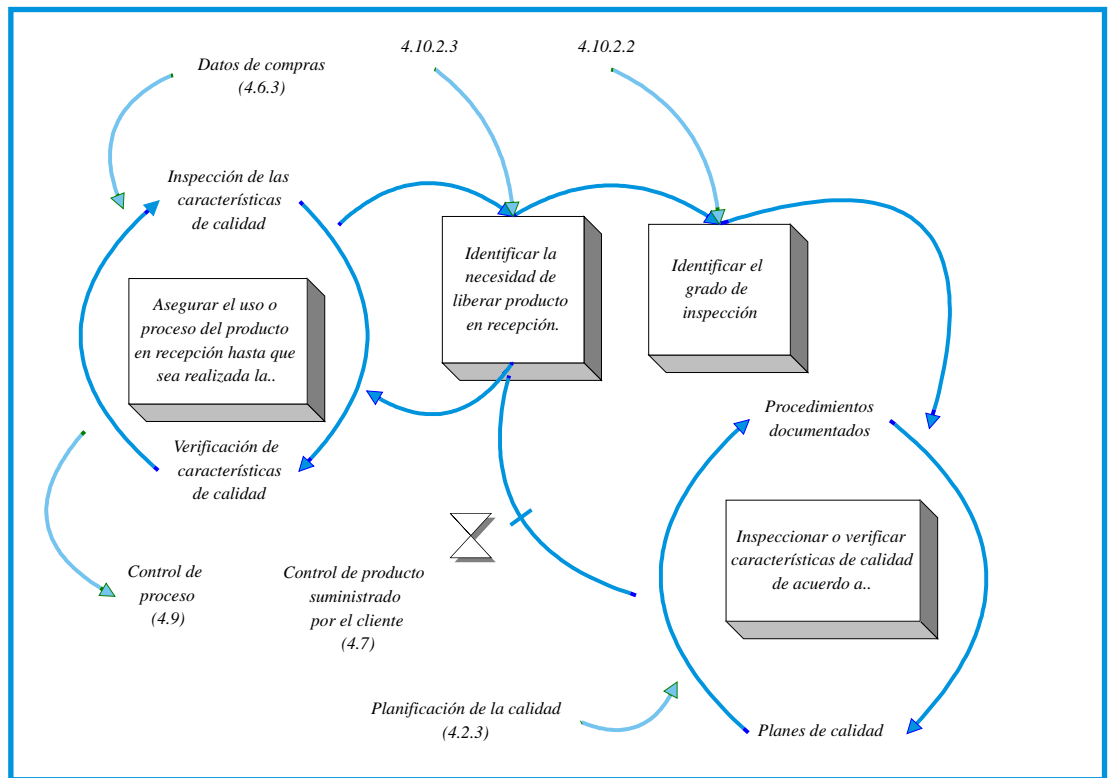 Datos de compras
(4.6.3)
4.10.2.3
4.10.2.2
Inspección de las
características
de calidad
Asegurar el uso o
proceso del producto
en recepción hasta que
sea realizada la..
Verificación de
características
de calidad
Identificar la
necesidad de
liberar producto
en recepción.
Identificar el
grado de
inspección
Procedimientos
documentados
Inspeccionar o verificar
características de calidad
de acuerdo a..
Planes de calidad
Control de
proceso
(4.9)
Control de producto
suministrado
por el cliente
(4.7)
Planificación de la calidad
(4.2.3)